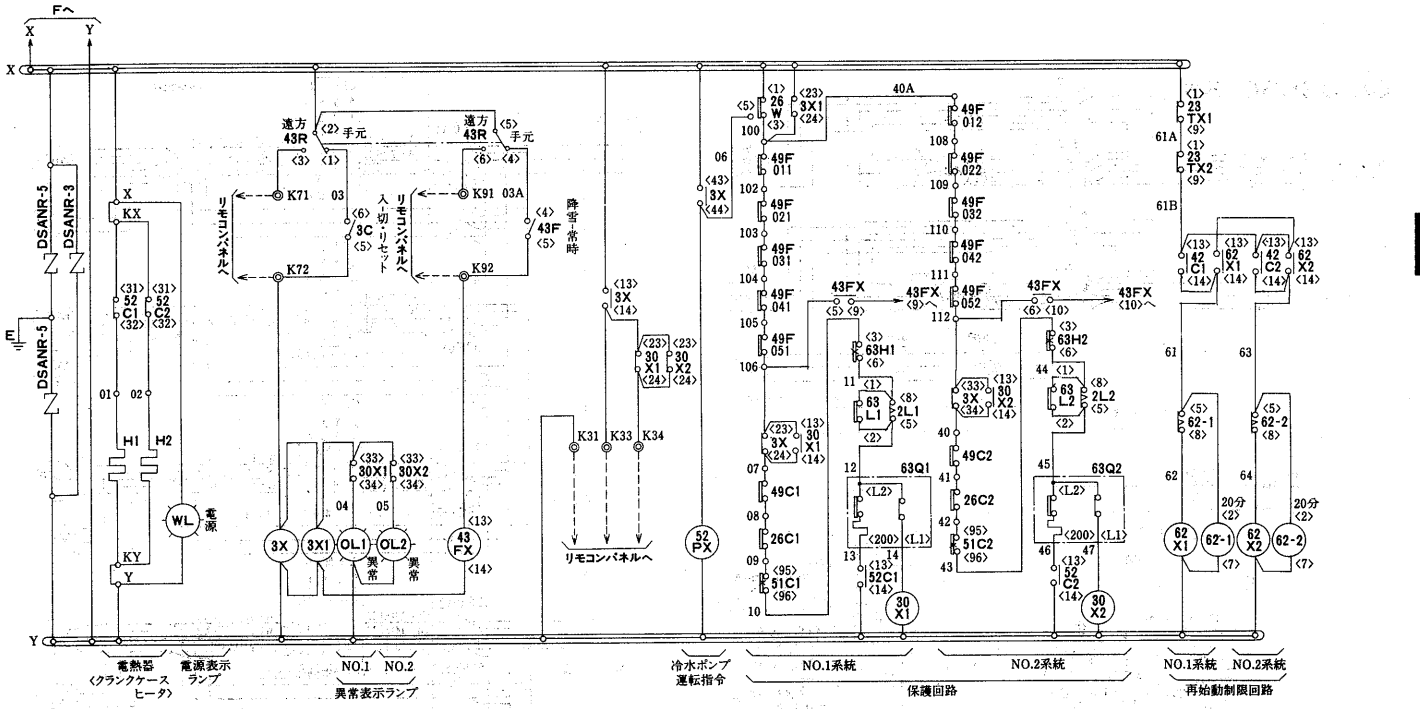 Fへ
X Y
X
40A
DSANR-5
DSANR-3
E
DSANR-5
X
KX
<31>
52
C1
<32>
<31>
52
C2
<32>
01
02
H1
H2
KY
Y
WL
電源
遠方
43R
<2>
手元
<3>
<1>
K71
03
リモコンパネルへ
<6>
3C
<5>
入-切・リセット
K72
遠方
43R
<5>
手元
<6>
<4>
K91
03A
リモコンパネルへ
<4>
43F
<5>
降雪-常時
K92
3X
3X1
<33>
30X1
<34>
<33>
30X2
<34>
04
05
OL1
異常
OL2
異常
<13>
43
FX
<14>
<13>
3X
<14>
<23>
30
X1
<24>
<23>
30
X2
<24>
K31
K33
K34
リモコンパネルへ
<43>
3X
<44>
06
52
PX
<1>
26
W
<3>
<5>
100
<23>
3X1
<24>
49F
011
102
49F
021
103
49F
031
104
49F
041
105
49F
051
106
<23>
3X
<24>
<13>
30
X1
<14>
07
49C1
08
26C1
09
<95>
51C1
<96>
10
43FX
<5> <9>
43FX
<9>へ
<3>
63H1
<6>
11
<1>
63
L1
<2>
<8>
2L1
<5>
12
63Q1
<L2>
<200>
<L1>
13
14
<13>
52C1
<14>
30
X1
49F
012
108
49F
022
109
49F
032
110
49F
042
111
49F
052
112
<33>
3X
<34>
<13>
30
X2
<14>
40
49C2
41
26C2
42
<95>
51C2
<96>
43
43FX
<6> <10>
43FX
<10>へ
<3>
63H2
<6>
44
<1>
63
L2
<2>
<8>
2L2
<5>
45
63Q2
<L2>
<200>
<L1>
46
47
<13>
52
C2
<14>
30
X2
<1>
23
TX1
<9>
61A
<1>
23
TX2
<9>
61B
<13>
42
C1
<13>
62
X1
<14>
<13>
42
C2
<14>
<13>
62
X2
<14>
61
63
<5>
62-1
<8>
<5>
62-2
<8>
62
64
20分
<2>
62
X1
62-1
<7>
20分
<2>
62
X2
62-2
<7>
Y
電熱器
<クランクケース
ヒータ>
電源表示
ランプ
NO.1
NO.2
異常表示ランプ
冷水ポンプ
運転指令
NO.1系統
NO.2系統
保護回路
NO.1系統
NO.2系統
再始動制限回路